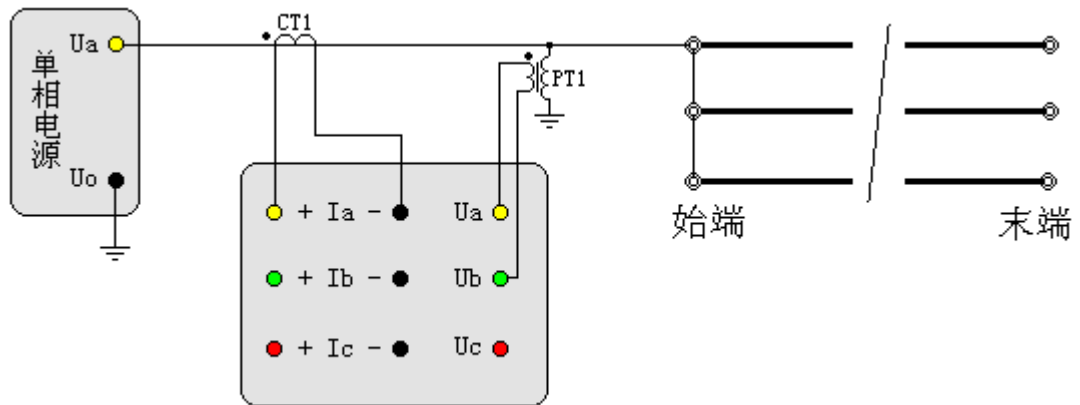 CT1
Ua
单相电源
PT1
Uo
+ Ia -
Ua
始端
末端
+ Ib -
Ub
+ Ic -
Uc